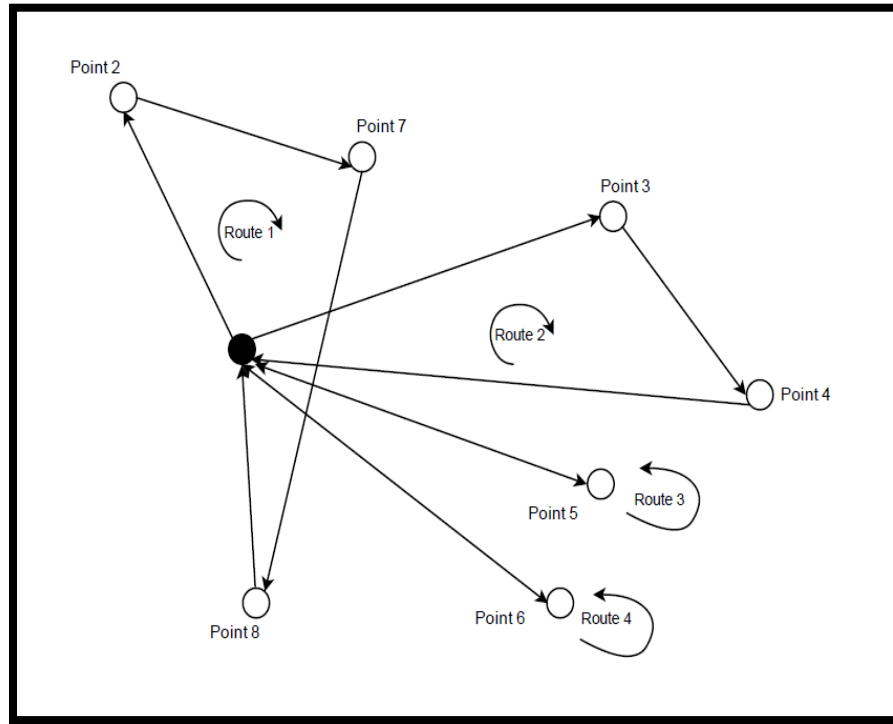 Point 2
Point 7
Point 3
Route 1
Route 2
Point 4
Route 3
Point 5
Point 6
Route 4
Point 8